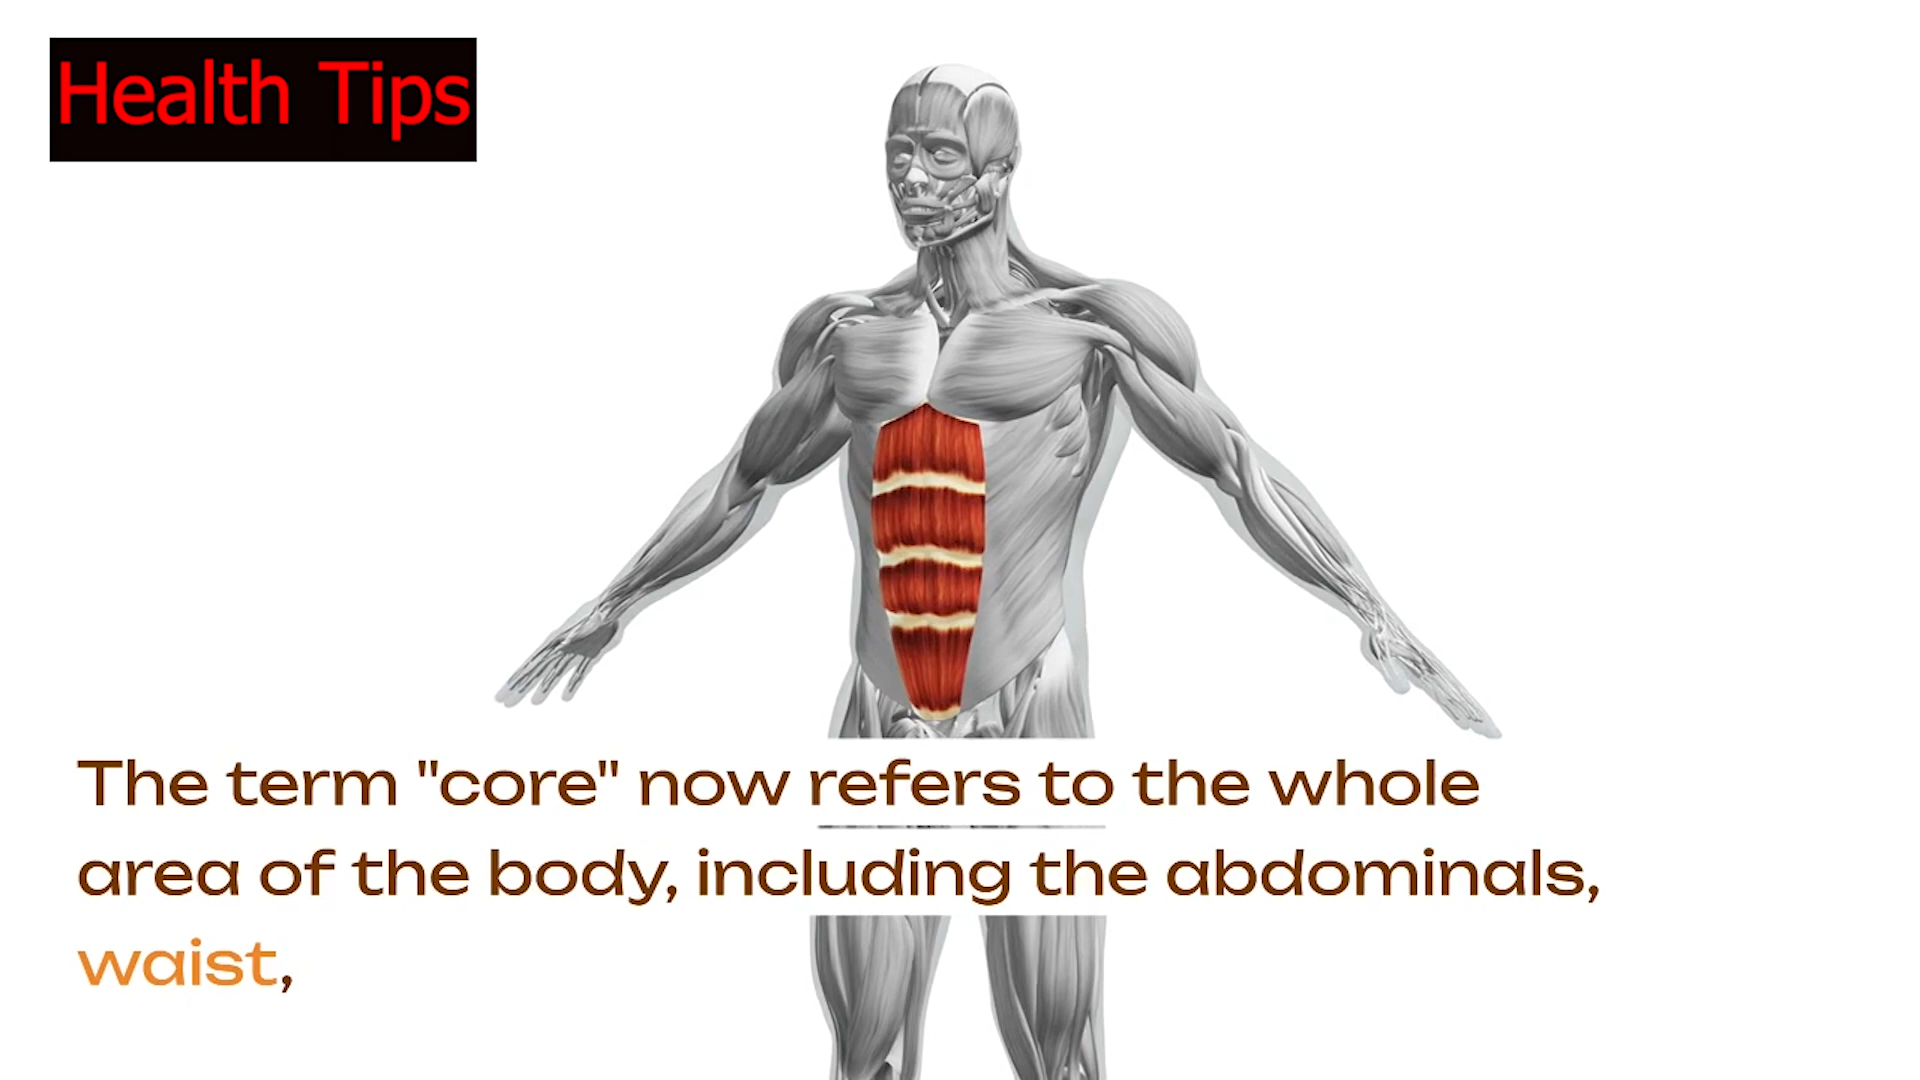 Health Tips
The term "core" now refers to the whole
area of the body, including the abdominals,
waist,